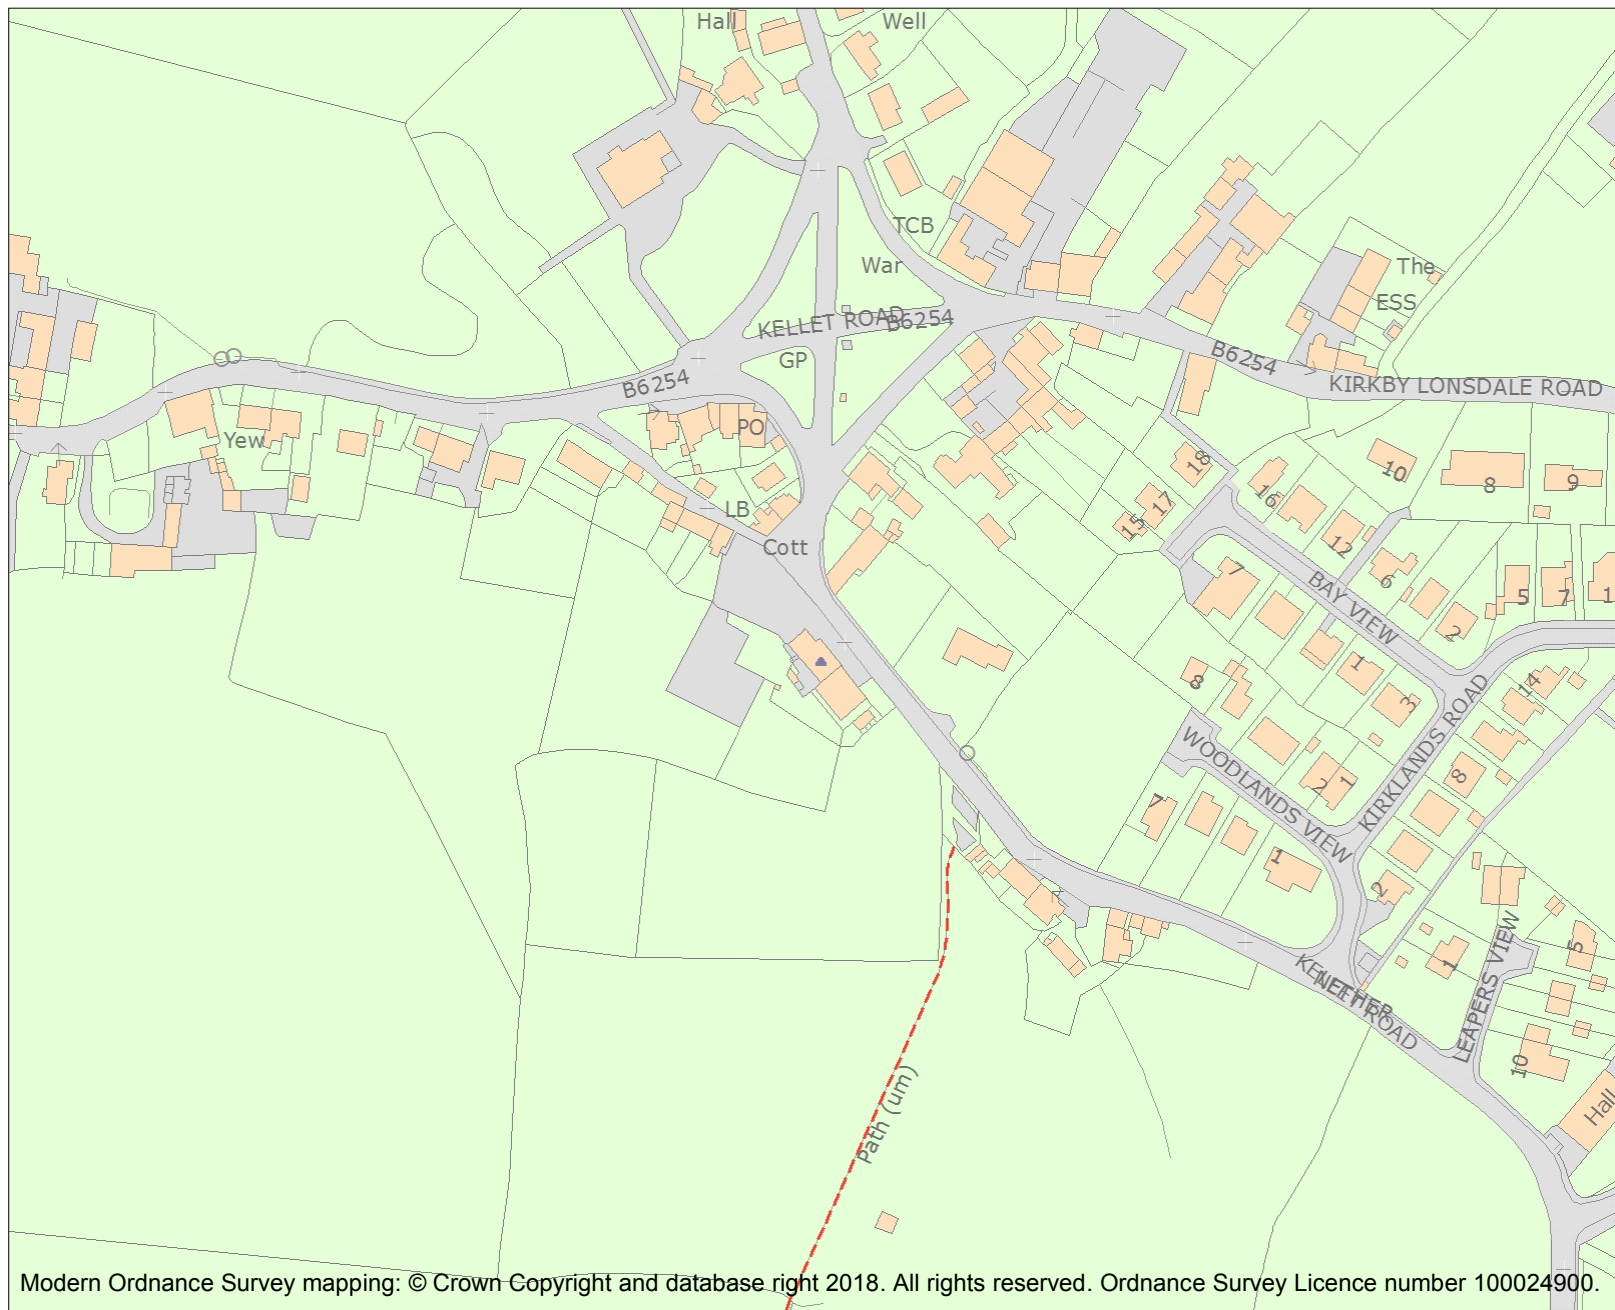 Hall
Well
TCB
War
The
ESS
KELLET ROAD
B6254
GP
B6254
B6254
KIRKBY LONSDALE ROAD
PO
Yew
LB
Cott
18
17
15
16
12
10
8
9
7
6
5
7
1
2
BAY VIEW
1
3
8
14
WOODLANDS VIEW
KIRKLANDS ROAD
8
2
1
7
1
2
1
5
10
LEAPERS VIEW
NETHER
KELLET ROAD
Hall
Path (um)
Modern Ordnance Survey mapping: © Crown Copyright and database right 2018. All rights reserved. Ordnance Survey Licence number 100024900.